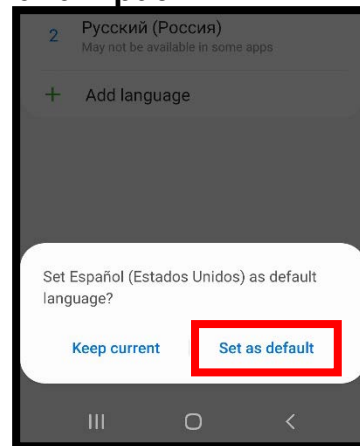 2 Русский (Россия)
May not be available in some apps
+ Add language
Set Español (Estados Unidos) as default
language?
Keep current Set as default